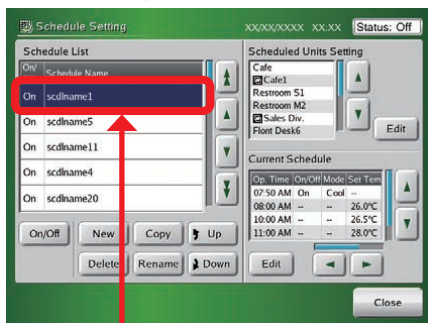 Schedule Setting
XX/XX/XXXX XX:XX
Status: Off
Schedule List
On/
Schedule Name
On scdlname1
On scdlname5
On scdlname11
On scdlname4
On scdlname20
On/Off
New
Copy
Up
Delete
Rename
Down
Scheduled Units Setting
Cafe
Cafe1
Restroom S1
Restroom M2
Sales Div.
Flont Desk6
Edit
Current Schedule
Op. Time On/Off Mode Set Tem
07:50 AM On Cool --
08:00 AM -- -- 26.0°C
10:00 AM -- -- 26.5°C
11:00 AM -- -- 28.0°C
Edit
Close